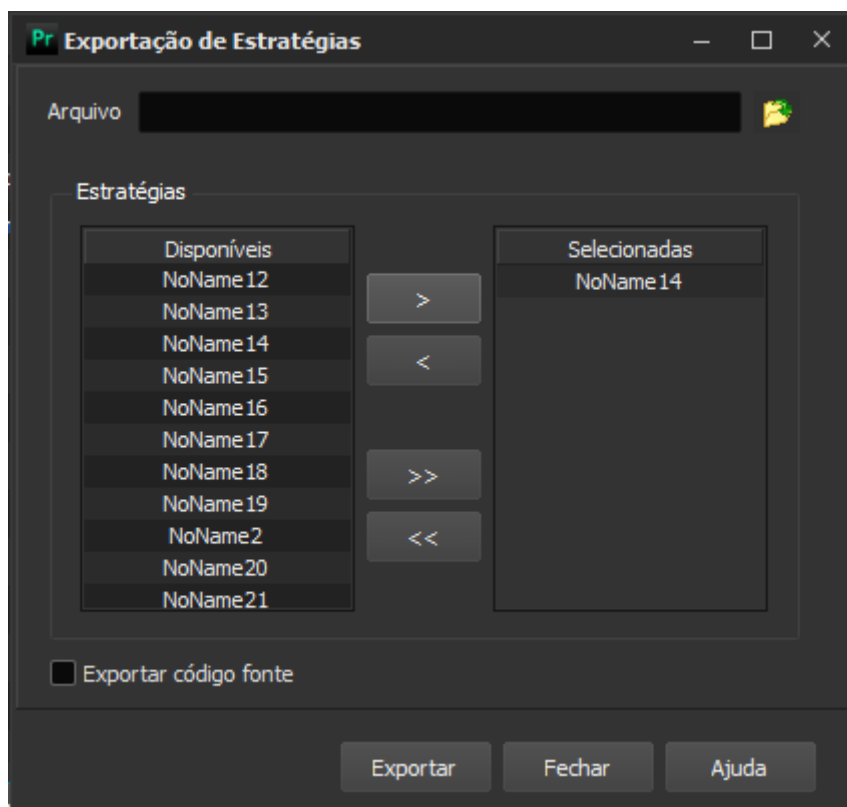 Pr Exportação de Estratégias
Arquivo
Estratégias
Disponíveis
NoName12
NoName13
NoName14
NoName15
NoName16
NoName17
NoName18
NoName19
NoName2
NoName20
NoName21
>
<
>>
<<
Selecionadas
NoName14
Exportar código fonte
Exportar Fechar Ajuda